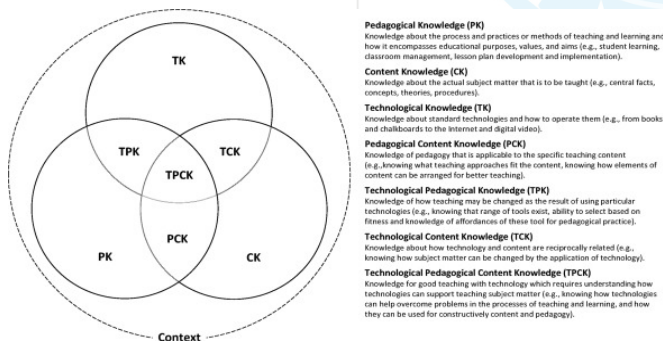 TK
TPK
TCK
TPCK
PCK
PK
CK
Context
Pedagogical Knowledge (PK)
Knowledge about the process and practices or methods of teaching and learning and
how it encompasses educational purposes, values, and aims (e.g., student learning,
classroom management, lesson plan development and implementation).
Content Knowledge (CK)
Knowledge about the actual subject matter that is to be taught (e.g., central facts,
concepts, theories, procedures).
Technological Knowledge (TK)
Knowledge about standard technologies and how to operate them (e.g., from books
and chalkboards to the Internet and digital video).
Pedagogical Content Knowledge (PCK)
Knowledge of pedagogy that is applicable to the specific teaching content
(e.g.,knowing what teaching approaches fit the content, knowing how elements of
content can be arranged for better teaching).
Technological Pedagogical Knowledge (TPK)
Knowledge of how teaching may be changed as the result of using particular
technologies (e.g., knowing that range of tools exist, ability to select based on
fitness and knowledge of affordances of these tool for pedagogical practice).
Technological Content Knowledge (TCK)
Knowledge about how technology and content are reciprocally related (e.g.,
knowing how subject matter can be changed by the application of technology).
Technological Pedagogical Content Knowledge (TPCK)
Knowledge for good teaching with technology which requires understanding how
technologies can support teaching subject matter (e.g., knowing how technologies
can help overcome problems in the processes of teaching and learning, and how
they can be used for constructively content and pedagogy).